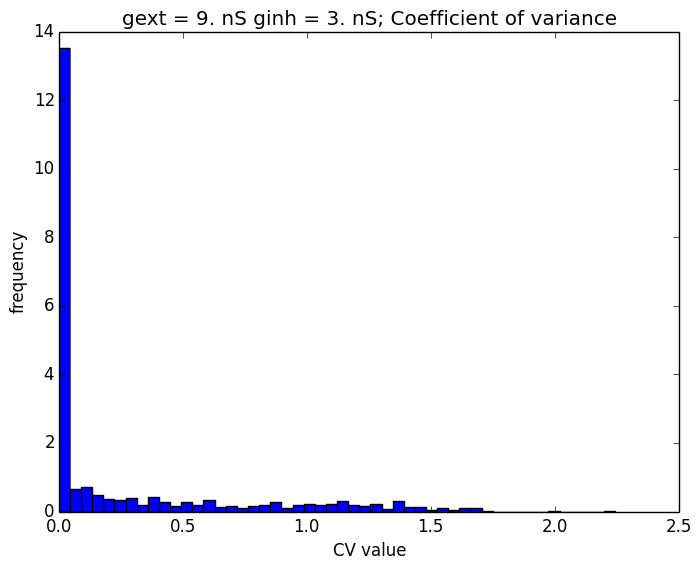 gext = 9. nS ginh = 3. nS; Coefficient of variance
14
12
10
8
6
4
2
0
frequency
0.0 0.5 1.0 1.5 2.0 2.5
CV value